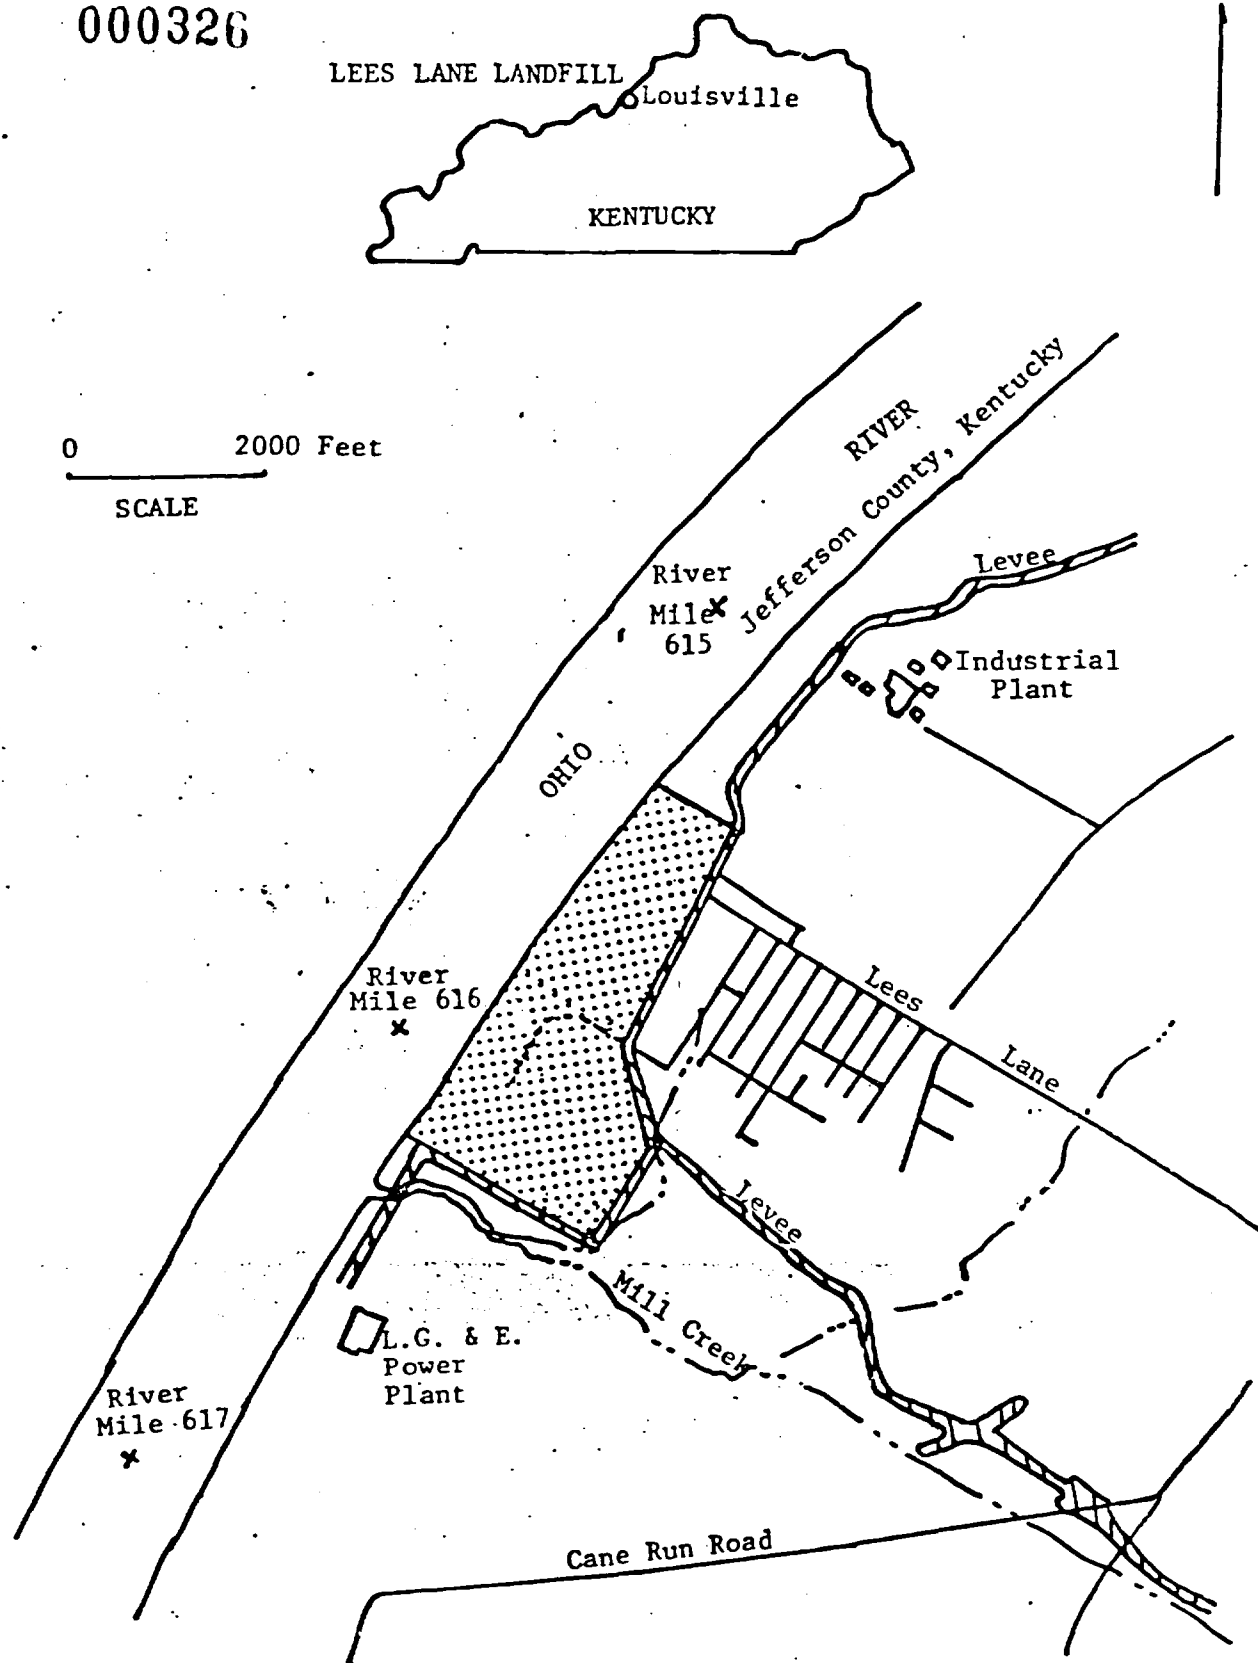 000326
LEES LANE LANDFILL
Louisville
KENTUCKY
0 2000 Feet
SCALE
RIVER
Jefferson County, Kentucky
Levee
River
Mile
615
Industrial
Plant
OHIO
River
Mile 616
Lees
Lane
Levee
Mill Creek
L.G. & E.
Power
Plant
River
Mile 617
Cane Run Road